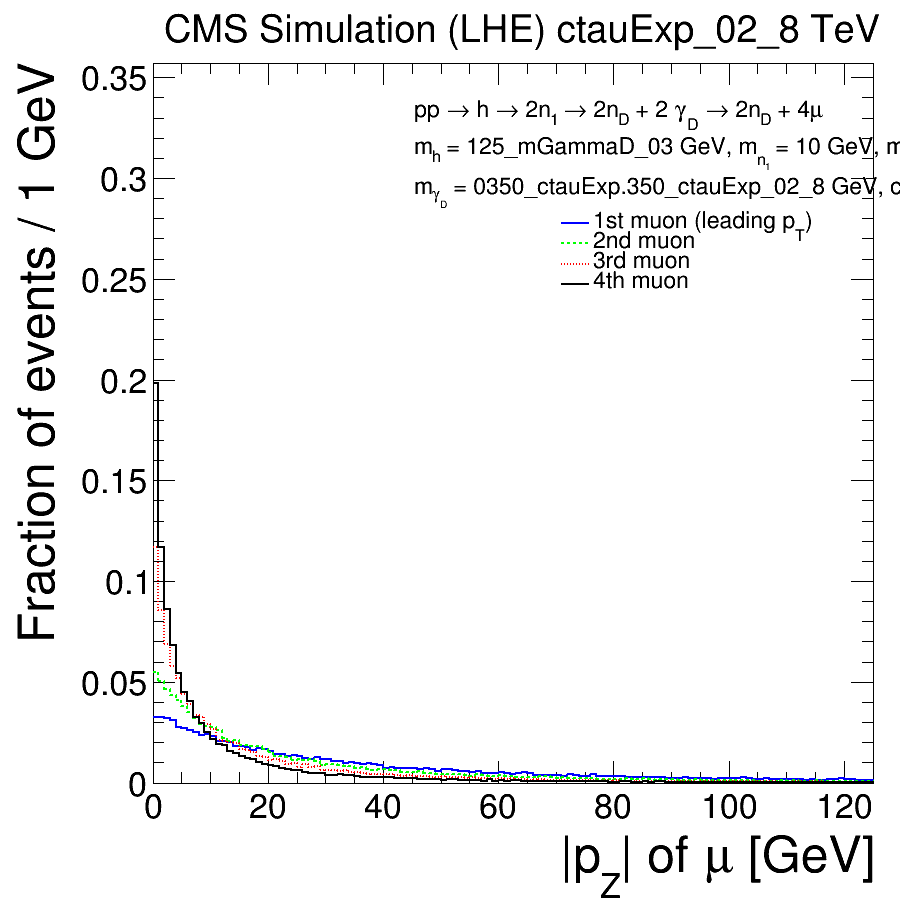 CMS Simulation (LHE) ctauExp_02_8 TeV
Fraction of events / 1 GeV
0.35
0.3
0.25
0.2
0.15
0.1
0.05
0
pp → h → 2n1 → 2nD + 2 γD → 2nD + 4μ
mh = 125_mGammaD_03 GeV, mn1 = 10 GeV, m
mγD = 0350_ctauExp.350_ctauExp_02_8 GeV, c
1st muon (leading pT)
2nd muon
3rd muon
4th muon
0 20 40 60 80 100 120
|pZ| of μ [GeV]